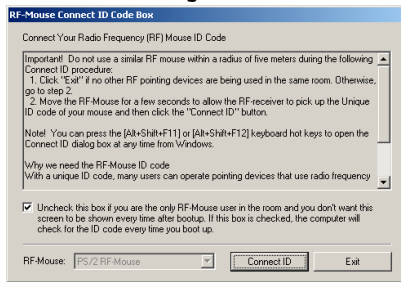 RF-Mouse Connect ID Code Box
Connect Your Radio Frequency (RF) Mouse ID Code
Important! Do not use a similar RF mouse within a radius of five meters during the following
Connect ID procedure:
1. Click "Exit" if no other RF pointing devices are being used in the same room. Otherwise,
go to step 2.
2. Move the RF-Mouse for a few seconds to allow the RF-receiver to pick up the Unique
ID code of your mouse and then click the "Connect ID" button.
Note! You can press the [Alt+Shift+F11] or [Alt+Shift+F12] keyboard hot keys to open the
Connect ID dialog box at any time from Windows.
Why we need the RF-Mouse ID code
With a unique ID code, many users can operate pointing devices that use radio frequency
Uncheck this box if you are the only RF-Mouse user in the room and you don't want this
screen to be shown every time after bootup. If this box is checked, the computer will
check for the ID code every time you boot up.
RF-Mouse: PS/2 RF-Mouse Connect ID Exit